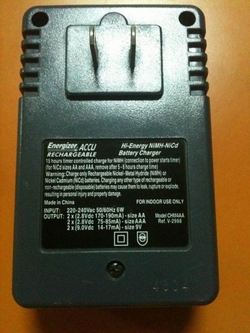 Energizer ACCU
RECHARGEABLE
Hi-Energy NiMH-NiCd
Battery Charger
15 hours timer controlled charge for NiMH (connection to power starts timer)
(for NiCd sizes AA and AAA, remove after 5 - 8 hours charge time).
Warning: Charge only Rechargeable Nickel-Metal Hydride (NiMH) or
Nickel Cadmium (NiCd) batteries. Charging any other type of rechargeable or
non-rechargeable (disposable) batteries may cause them to leak, rupture or explode,
resulting in personal injury or property damage.
For Indoor Use Only.
Made in China
INPUT: 220-240Vac 50/60Hz 6W
OUTPUT: 2 x (2.8Vdc 170-190mA) - size AA
2 x (2.8Vdc 75-85mA) - size AAA
2 x (9.0Vdc 14-17mA) - size 9V
Model
Ref. V-2900